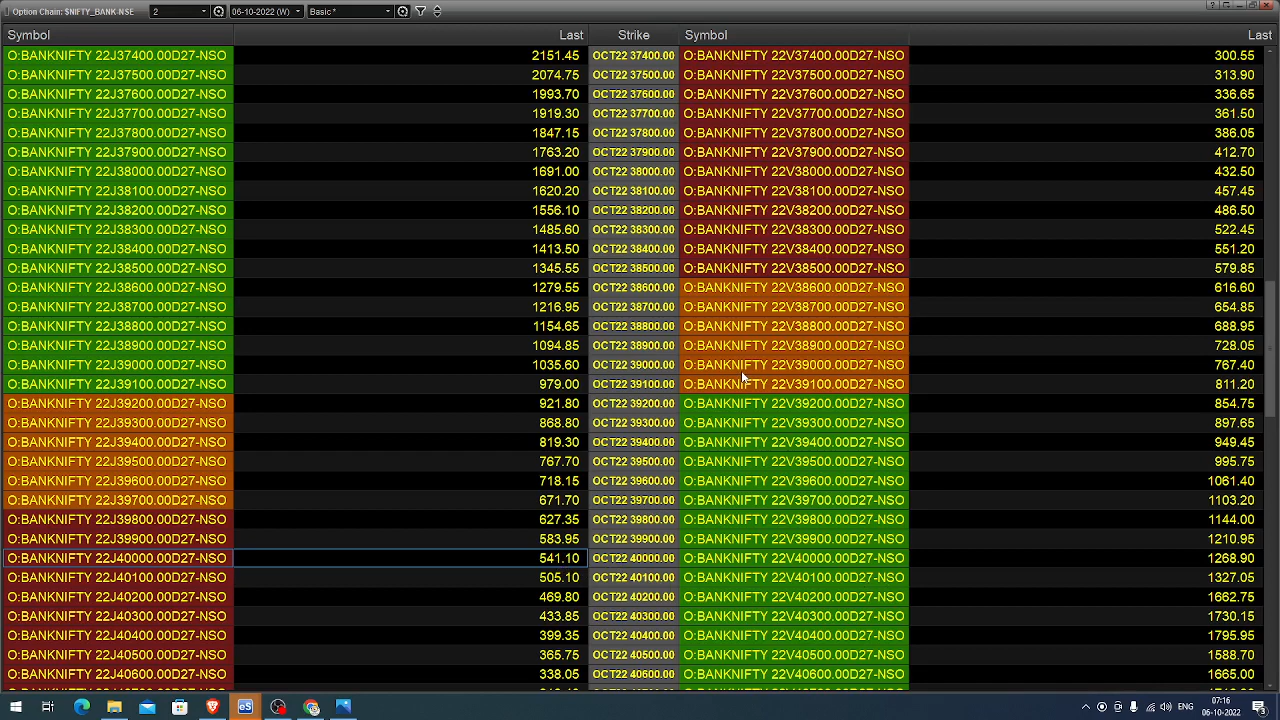 Option Chain: $NIFTY_BANK-NSE 2 06-10-2022 (W) Basic*
Symbol Last Strike Symbol Last
O:BANKNIFTY 22J37400.00D27-NSO 2151.45 OCT22 37400.00 O:BANKNIFTY 22V37400.00D27-NSO 300.55
O:BANKNIFTY 22J37500.00D27-NSO 2074.75 OCT22 37500.00 O:BANKNIFTY 22V37500.00D27-NSO 313.90
O:BANKNIFTY 22J37600.00D27-NSO 1993.70 OCT22 37600.00 O:BANKNIFTY 22V37600.00D27-NSO 336.65
O:BANKNIFTY 22J37700.00D27-NSO 1919.30 OCT22 37700.00 O:BANKNIFTY 22V37700.00D27-NSO 361.50
O:BANKNIFTY 22J37800.00D27-NSO 1847.15 OCT22 37800.00 O:BANKNIFTY 22V37800.00D27-NSO 386.05
O:BANKNIFTY 22J37900.00D27-NSO 1763.20 OCT22 37900.00 O:BANKNIFTY 22V37900.00D27-NSO 412.70
O:BANKNIFTY 22J38000.00D27-NSO 1691.00 OCT22 38000.00 O:BANKNIFTY 22V38000.00D27-NSO 432.50
O:BANKNIFTY 22J38100.00D27-NSO 1620.20 OCT22 38100.00 O:BANKNIFTY 22V38100.00D27-NSO 457.45
O:BANKNIFTY 22J38200.00D27-NSO 1556.10 OCT22 38200.00 O:BANKNIFTY 22V38200.00D27-NSO 486.50
O:BANKNIFTY 22J38300.00D27-NSO 1485.60 OCT22 38300.00 O:BANKNIFTY 22V38300.00D27-NSO 522.45
O:BANKNIFTY 22J38400.00D27-NSO 1413.50 OCT22 38400.00 O:BANKNIFTY 22V38400.00D27-NSO 551.20
O:BANKNIFTY 22J38500.00D27-NSO 1345.55 OCT22 38500.00 O:BANKNIFTY 22V38500.00D27-NSO 579.85
O:BANKNIFTY 22J38600.00D27-NSO 1279.55 OCT22 38600.00 O:BANKNIFTY 22V38600.00D27-NSO 616.60
O:BANKNIFTY 22J38700.00D27-NSO 1216.95 OCT22 38700.00 O:BANKNIFTY 22V38700.00D27-NSO 654.85
O:BANKNIFTY 22J38800.00D27-NSO 1154.65 OCT22 38800.00 O:BANKNIFTY 22V38800.00D27-NSO 688.95
O:BANKNIFTY 22J38900.00D27-NSO 1094.85 OCT22 38900.00 O:BANKNIFTY 22V38900.00D27-NSO 728.05
O:BANKNIFTY 22J39000.00D27-NSO 1035.60 OCT22 39000.00 O:BANKNIFTY 22V39000.00D27-NSO 767.40
O:BANKNIFTY 22J39100.00D27-NSO 979.00 OCT22 39100.00 O:BANKNIFTY 22V39100.00D27-NSO 811.20
O:BANKNIFTY 22J39200.00D27-NSO 921.80 OCT22 39200.00 O:BANKNIFTY 22V39200.00D27-NSO 854.75
O:BANKNIFTY 22J39300.00D27-NSO 868.80 OCT22 39300.00 O:BANKNIFTY 22V39300.00D27-NSO 897.65
O:BANKNIFTY 22J39400.00D27-NSO 819.30 OCT22 39400.00 O:BANKNIFTY 22V39400.00D27-NSO 949.45
O:BANKNIFTY 22J39500.00D27-NSO 767.70 OCT22 39500.00 O:BANKNIFTY 22V39500.00D27-NSO 995.75
O:BANKNIFTY 22J39600.00D27-NSO 718.15 OCT22 39600.00 O:BANKNIFTY 22V39600.00D27-NSO 1061.40
O:BANKNIFTY 22J39700.00D27-NSO 671.70 OCT22 39700.00 O:BANKNIFTY 22V39700.00D27-NSO 1103.20
O:BANKNIFTY 22J39800.00D27-NSO 627.35 OCT22 39800.00 O:BANKNIFTY 22V39800.00D27-NSO 1144.00
O:BANKNIFTY 22J39900.00D27-NSO 583.95 OCT22 39900.00 O:BANKNIFTY 22V39900.00D27-NSO 1210.95
O:BANKNIFTY 22J40000.00D27-NSO 541.10 OCT22 40000.00 O:BANKNIFTY 22V40000.00D27-NSO 1268.90
O:BANKNIFTY 22J40100.00D27-NSO 505.10 OCT22 40100.00 O:BANKNIFTY 22V40100.00D27-NSO 1327.05
O:BANKNIFTY 22J40200.00D27-NSO 469.80 OCT22 40200.00 O:BANKNIFTY 22V40200.00D27-NSO 1662.75
O:BANKNIFTY 22J40300.00D27-NSO 433.85 OCT22 40300.00 O:BANKNIFTY 22V40300.00D27-NSO 1730.15
O:BANKNIFTY 22J40400.00D27-NSO 399.35 OCT22 40400.00 O:BANKNIFTY 22V40400.00D27-NSO 1795.95
O:BANKNIFTY 22J40500.00D27-NSO 365.75 OCT22 40500.00 O:BANKNIFTY 22V40500.00D27-NSO 1588.70
O:BANKNIFTY 22J40600.00D27-NSO 338.05 OCT22 40600.00 O:BANKNIFTY 22V40600.00D27-NSO 1665.00
eS ENG 07:16
06-10-2022